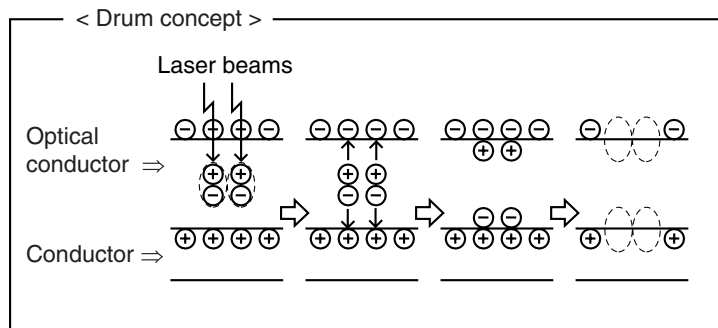 < Drum concept >
Laser beams
Optical
conductor ⇒
Conductor ⇒